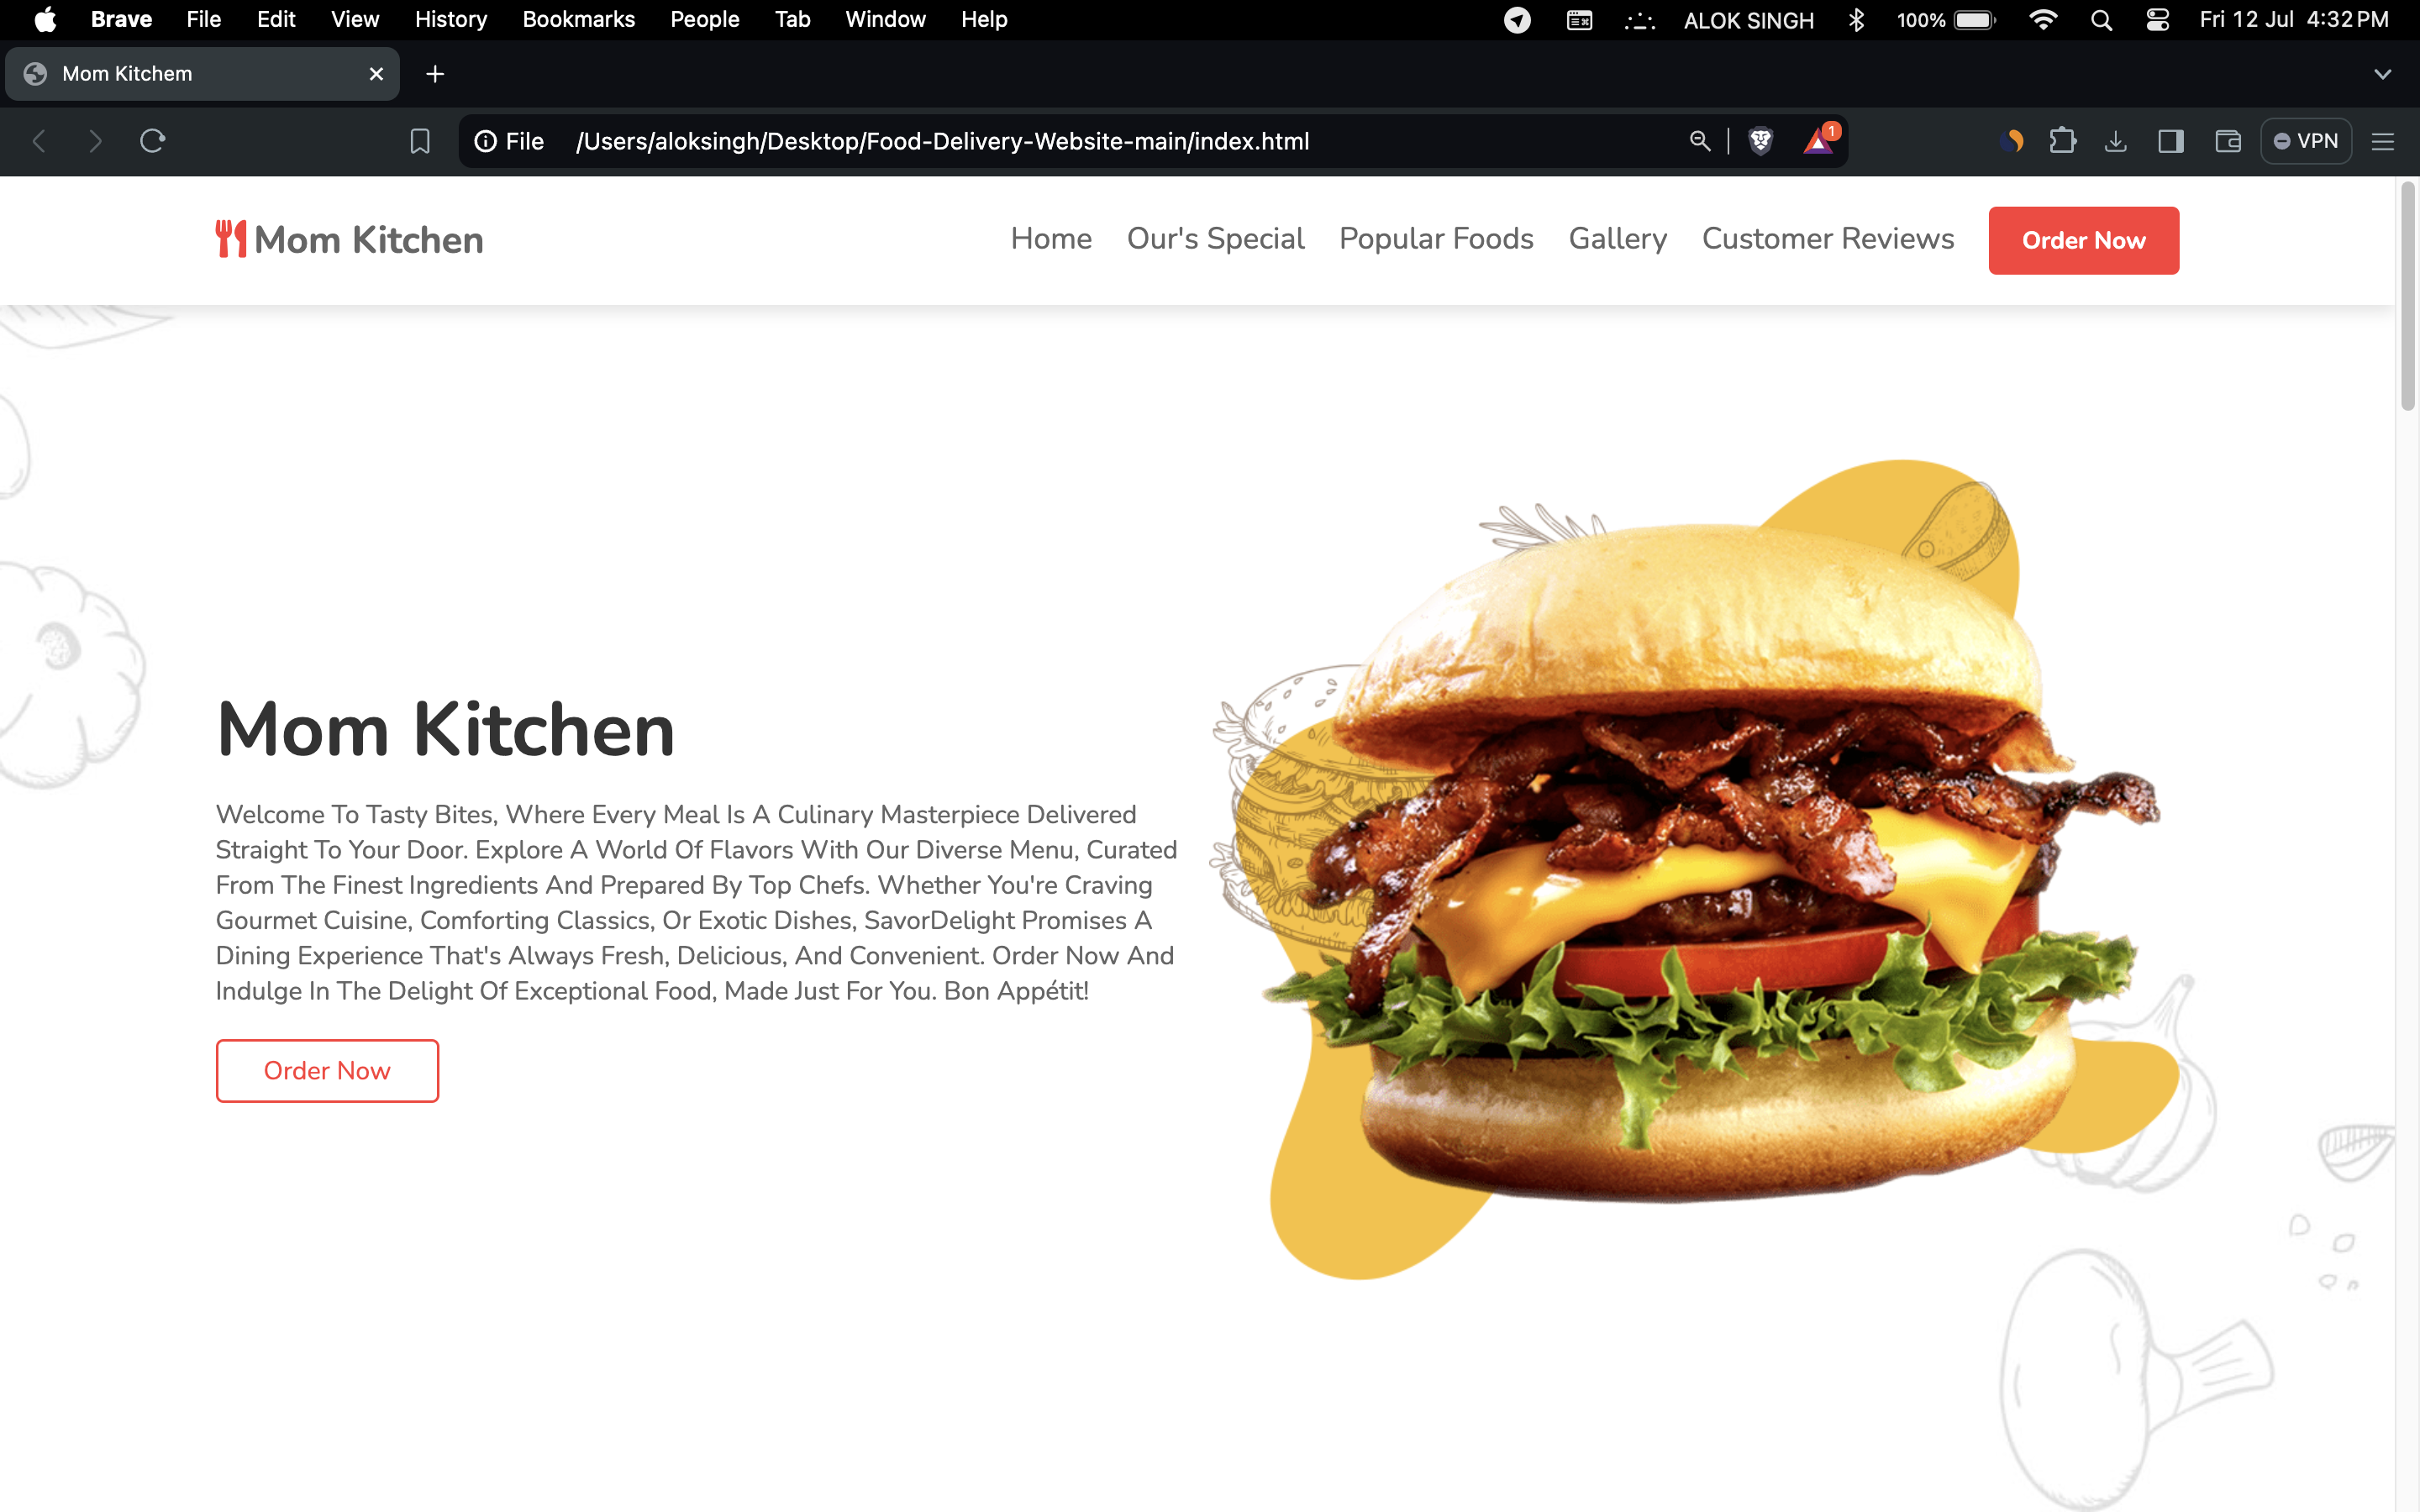 Brave File Edit View History Bookmarks People Tab Window Help ALOK SINGH 100% Fri 12 Jul 4:32 PM
Mom Kitchem
File /Users/aloksingh/Desktop/Food-Delivery-Website-main/index.html 1 VPN
Mom Kitchen Home Our's Special Popular Foods Gallery Customer Reviews Order Now
Mom Kitchen
Welcome To Tasty Bites, Where Every Meal Is A Culinary Masterpiece Delivered
Straight To Your Door. Explore A World Of Flavors With Our Diverse Menu, Curated
From The Finest Ingredients And Prepared By Top Chefs. Whether You're Craving
Gourmet Cuisine, Comforting Classics, Or Exotic Dishes, SavorDelight Promises A
Dining Experience That's Always Fresh, Delicious, And Convenient. Order Now And
Indulge In The Delight Of Exceptional Food, Made Just For You. Bon Appétit!
Order Now